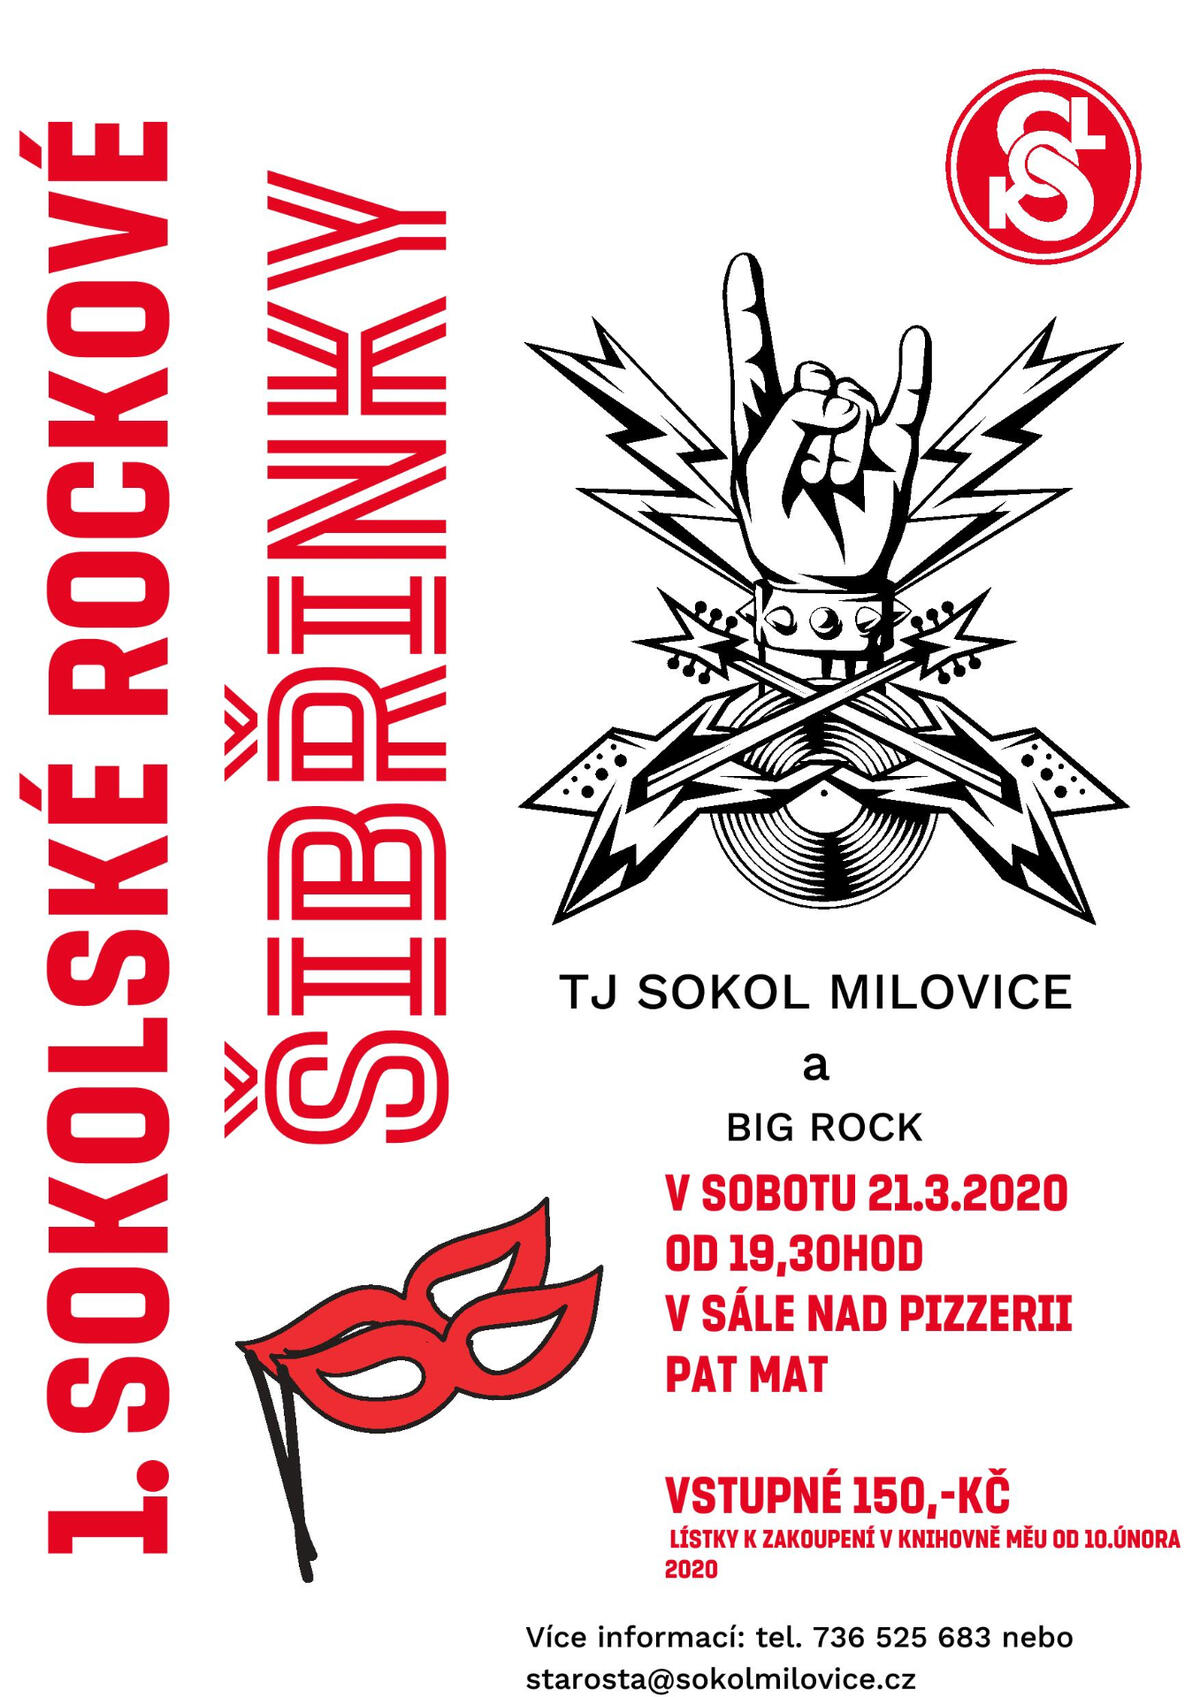 1. SOKOLSKÉ ROCKOVÉ
ŠIBŘINKY
SOKOL
TJ SOKOL MILOVICE
a
BIG ROCK
V SOBOTU 21.3.2020
OD 19,30HOD
V SÁLE NAD PIZZERII
PAT MAT
VSTUPNÉ 150,-KČ
LÍSTKY K ZAKOUPENÍ V KNIHOVNĚ MĚU OD 10.ÚNORA
2020
Více informací: tel. 736 525 683 nebo
starosta@sokolmilovice.cz